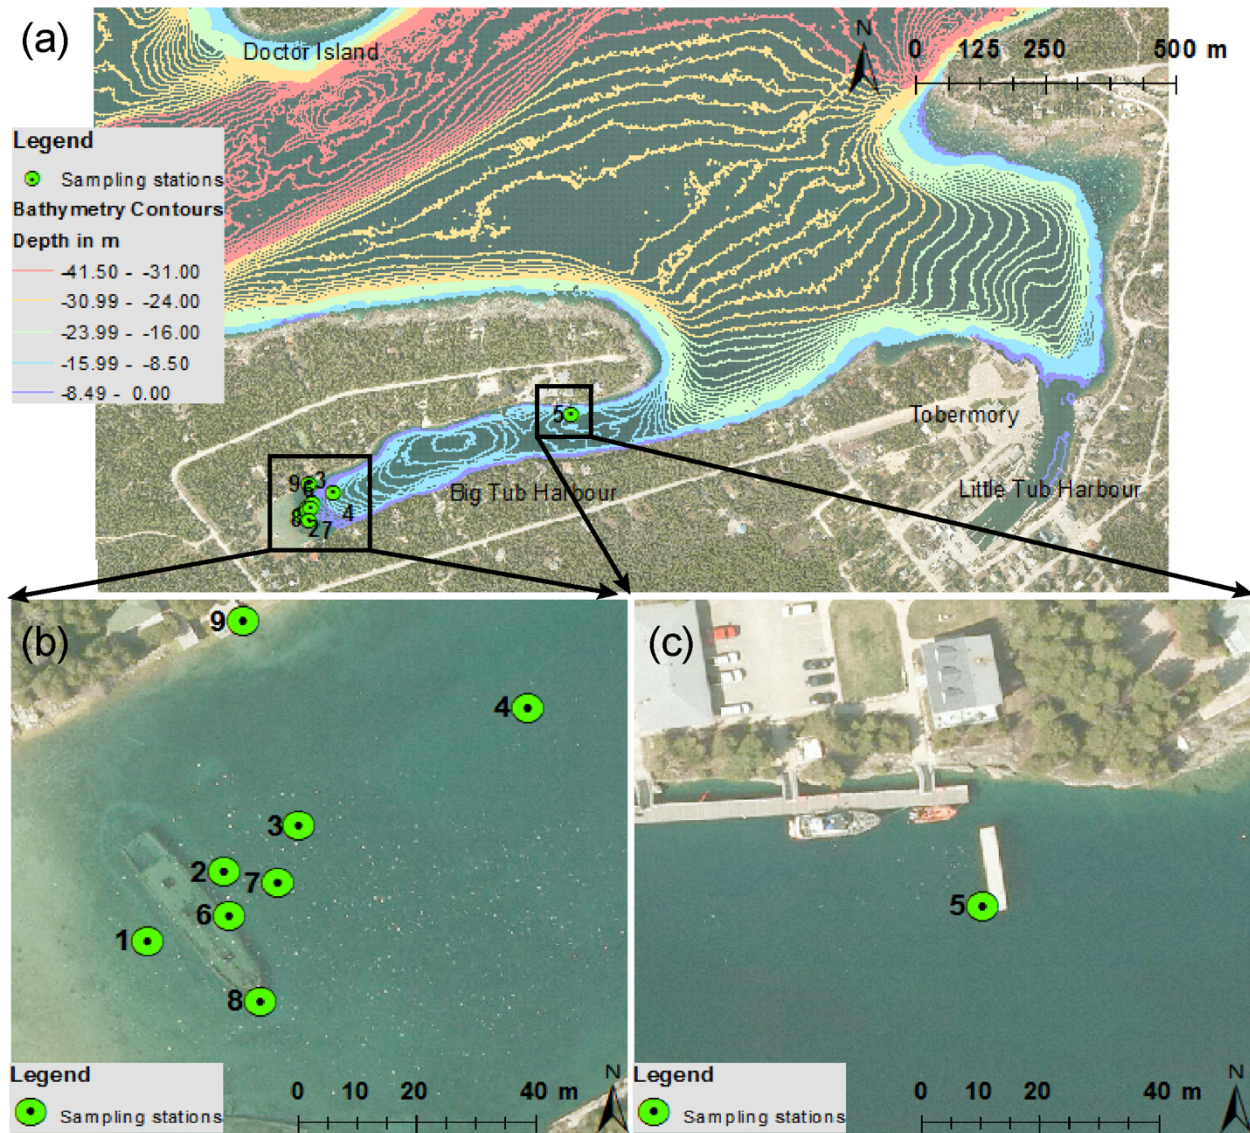 (a)
Doctor Island
N
0 125 250 500 m
Legend
Sampling stations
Bathymetry Contours
Depth in m
-41.50 - -31.00
-30.99 - -24.00
-23.99 - -16.00
-15.99 - -8.50
-8.49 - 0.00
5
Tobermory
9 3
Big Tub Harbour
Little Tub Harbour
4
8
27
(b)
9
4
3
2
7
6
1
8
Legend
Sampling stations
0 10 20 40 m
N
(c)
5
Legend
Sampling stations
0 10 20 40 m
N